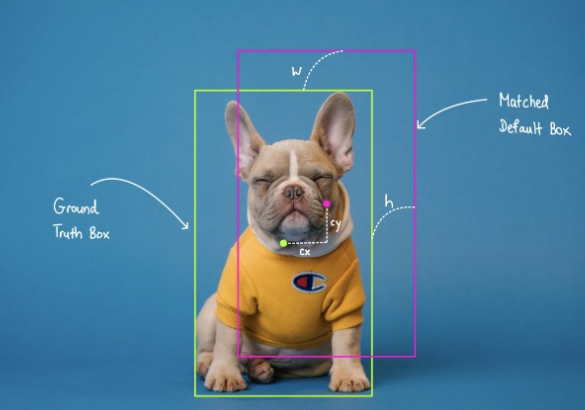 W
Matched
Default Box
h
Ground
Truth Box
cy
cx